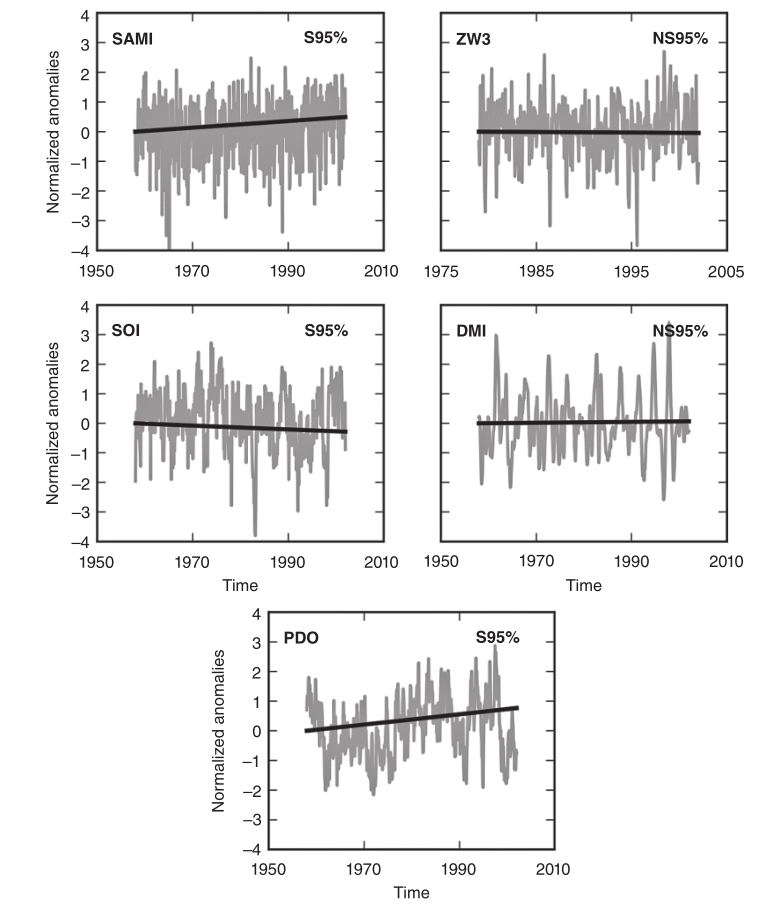 4
SAMI S95%
3
2
1
0
−1
−2
−3
−4
Normalized anomalies
1950 1970 1990 2010
ZW3 NS95%
1975 1985 1995 2005
4
SOI S95%
3
2
1
0
−1
−2
−3
−4
Normalized anomalies
1950 1970 1990 2010
Time
DMI NS95%
1950 1970 1990 2010
Time
4
PDO S95%
3
2
1
0
−1
−2
−3
−4
Normalized anomalies
1950 1970 1990 2010
Time